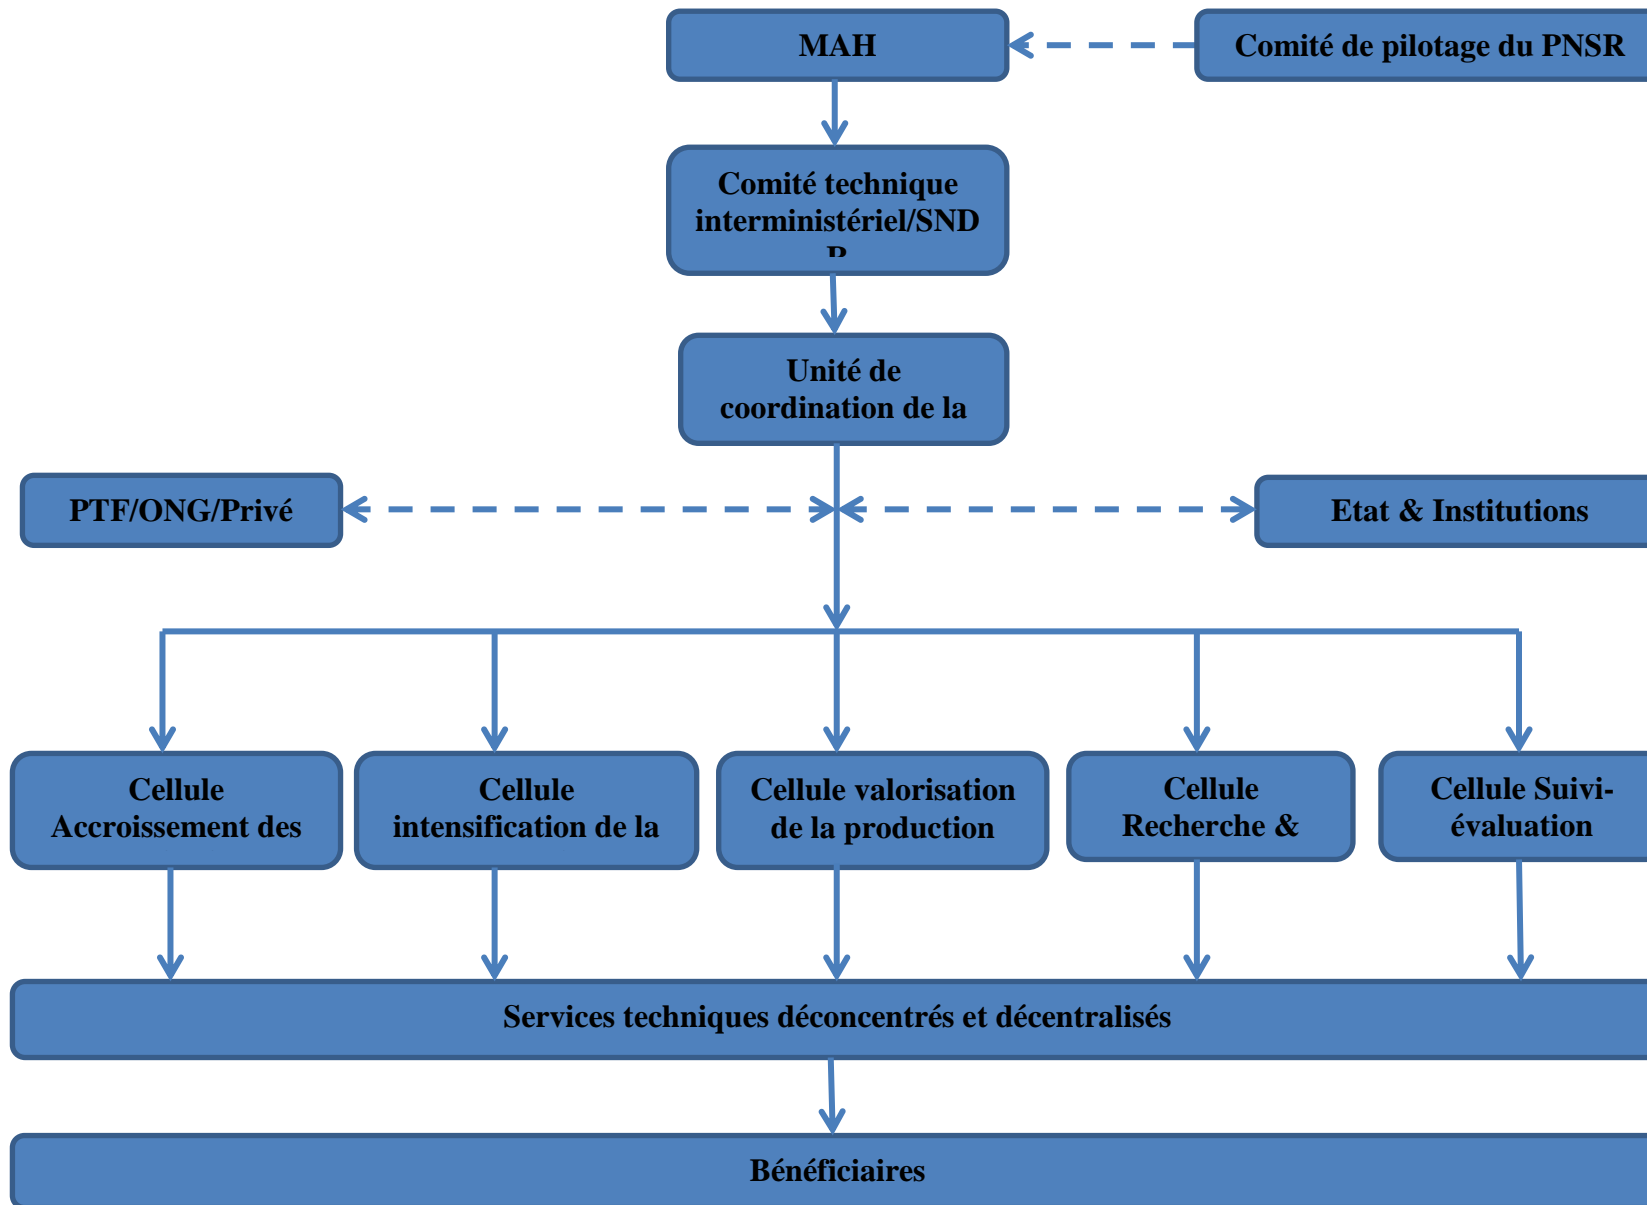 MAH
Comité de pilotage du PNSR
Comité technique
interministériel/SND
Unité de
coordination de la
PTF/ONG/Privé
Etat & Institutions
Cellule
Accroissement des
Cellule
intensification de la
Cellule valorisation
de la production
Cellule
Recherche &
Cellule Suivi-
évaluation
Services techniques déconcentrés et décentralisés
Bénéficiaires